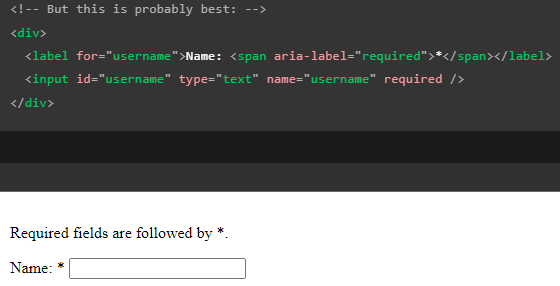 <!-- But this is probably best: -->
<div>
  <label for="username">Name: <span aria-label="required">*</span></label>
  <input id="username" type="text" name="username" required />
</div>
Required fields are followed by *.
Name: *